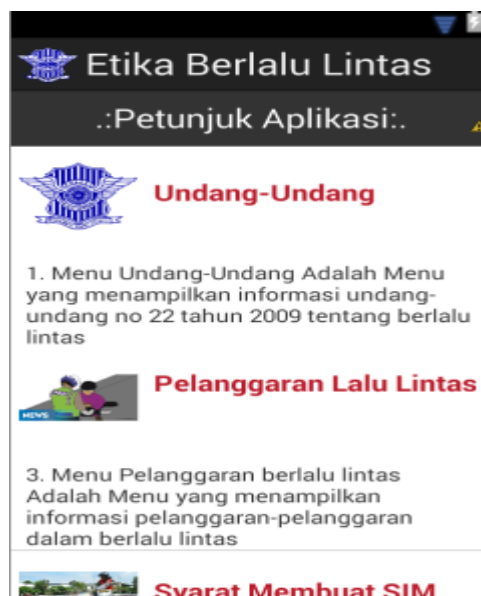 Etika Berlalu Lintas
.:Petunjuk Aplikasi:.
Undang-Undang
1. Menu Undang-Undang Adalah Menu
yang menampilkan informasi undang-
undang no 22 tahun 2009 tentang berlalu
lintas
NEWS
Pelanggaran Lalu Lintas
3. Menu Pelanggaran berlalu lintas
Adalah Menu yang menampilkan
informasi pelanggaran-pelanggaran
dalam berlalu lintas
Syarat Membuat SIM